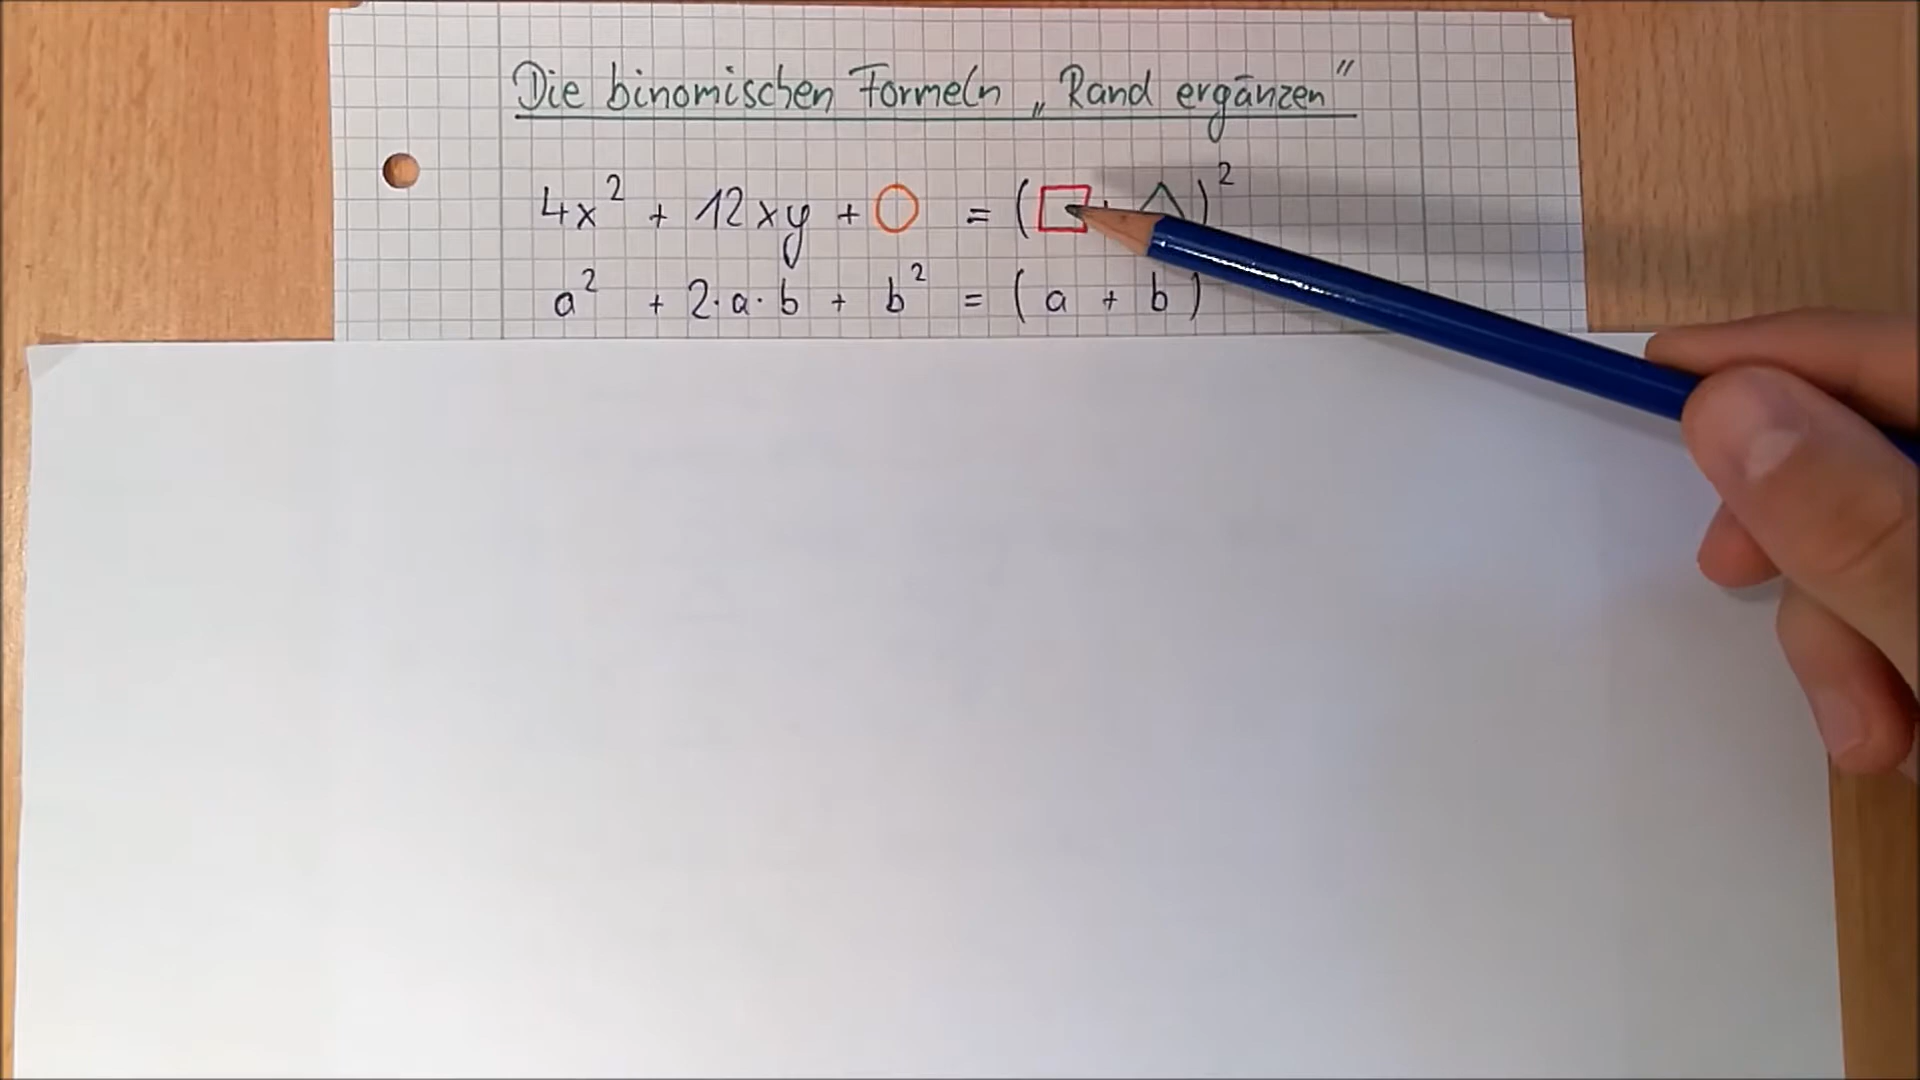 Die binomischen Formeln „Rand ergänzen"
4x² + 12xy + ○ = (□ + △)²
a² + 2·a·b + b² = (a + b)